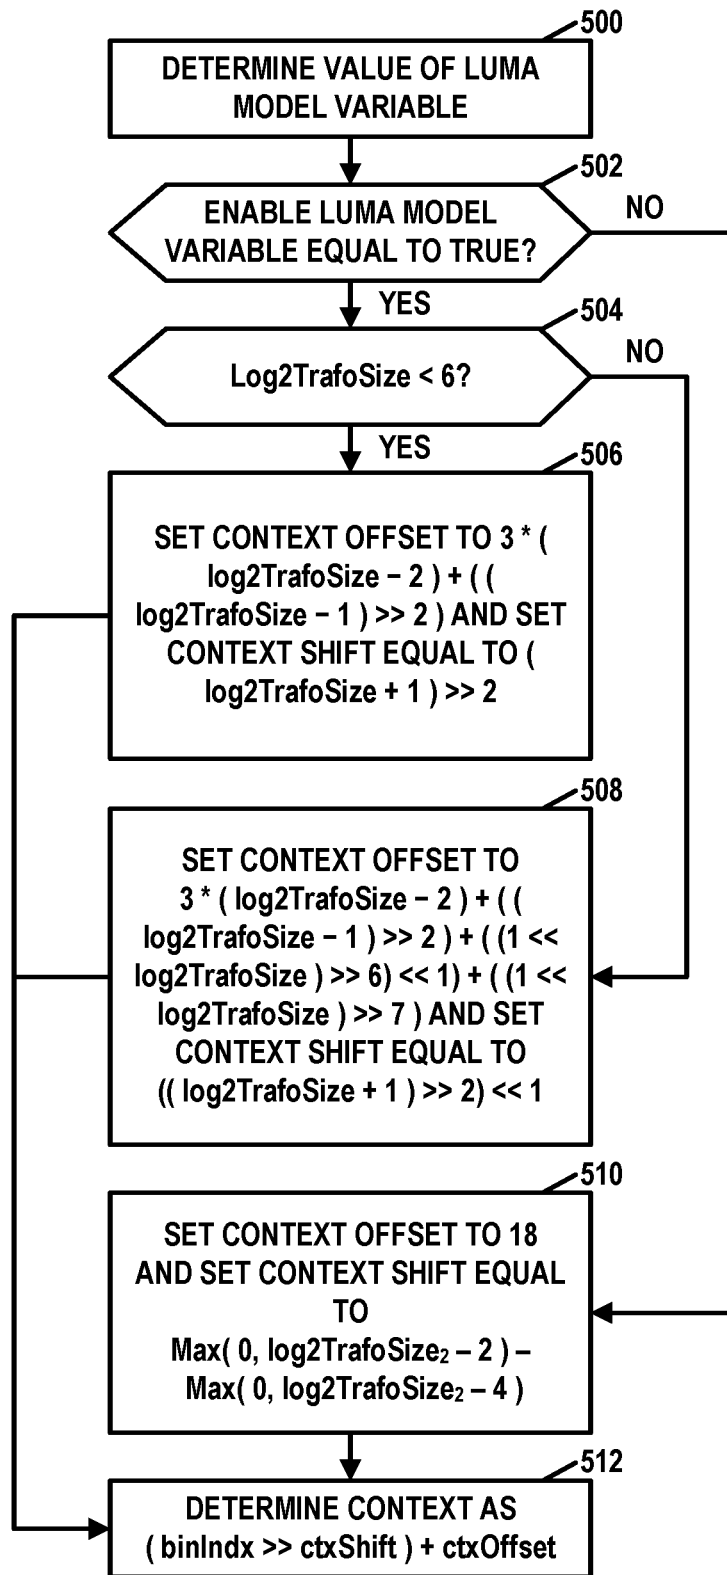 500
DETERMINE VALUE OF LUMA
MODEL VARIABLE
502
ENABLE LUMA MODEL
VARIABLE EQUAL TO TRUE?
NO
YES
504
Log2TrafoSize < 6?
NO
YES
506
SET CONTEXT OFFSET TO 3 * (
log2TrafoSize − 2 ) + ( (
log2TrafoSize − 1 ) >> 2 ) AND SET
CONTEXT SHIFT EQUAL TO (
log2TrafoSize + 1 ) >> 2
508
SET CONTEXT OFFSET TO
3 * ( log2TrafoSize − 2 ) + ( (
log2TrafoSize − 1 ) >> 2 ) + ( (1 <<
log2TrafoSize ) >> 6) << 1) + ( (1 <<
log2TrafoSize ) >> 7 ) AND SET
CONTEXT SHIFT EQUAL TO
(( log2TrafoSize + 1 ) >> 2) << 1
510
SET CONTEXT OFFSET TO 18
AND SET CONTEXT SHIFT EQUAL
TO
Max( 0, log2TrafoSize₂ – 2 ) –
Max( 0, log2TrafoSize₂ – 4 )
512
DETERMINE CONTEXT AS
( binIndx >> ctxShift ) + ctxOffset